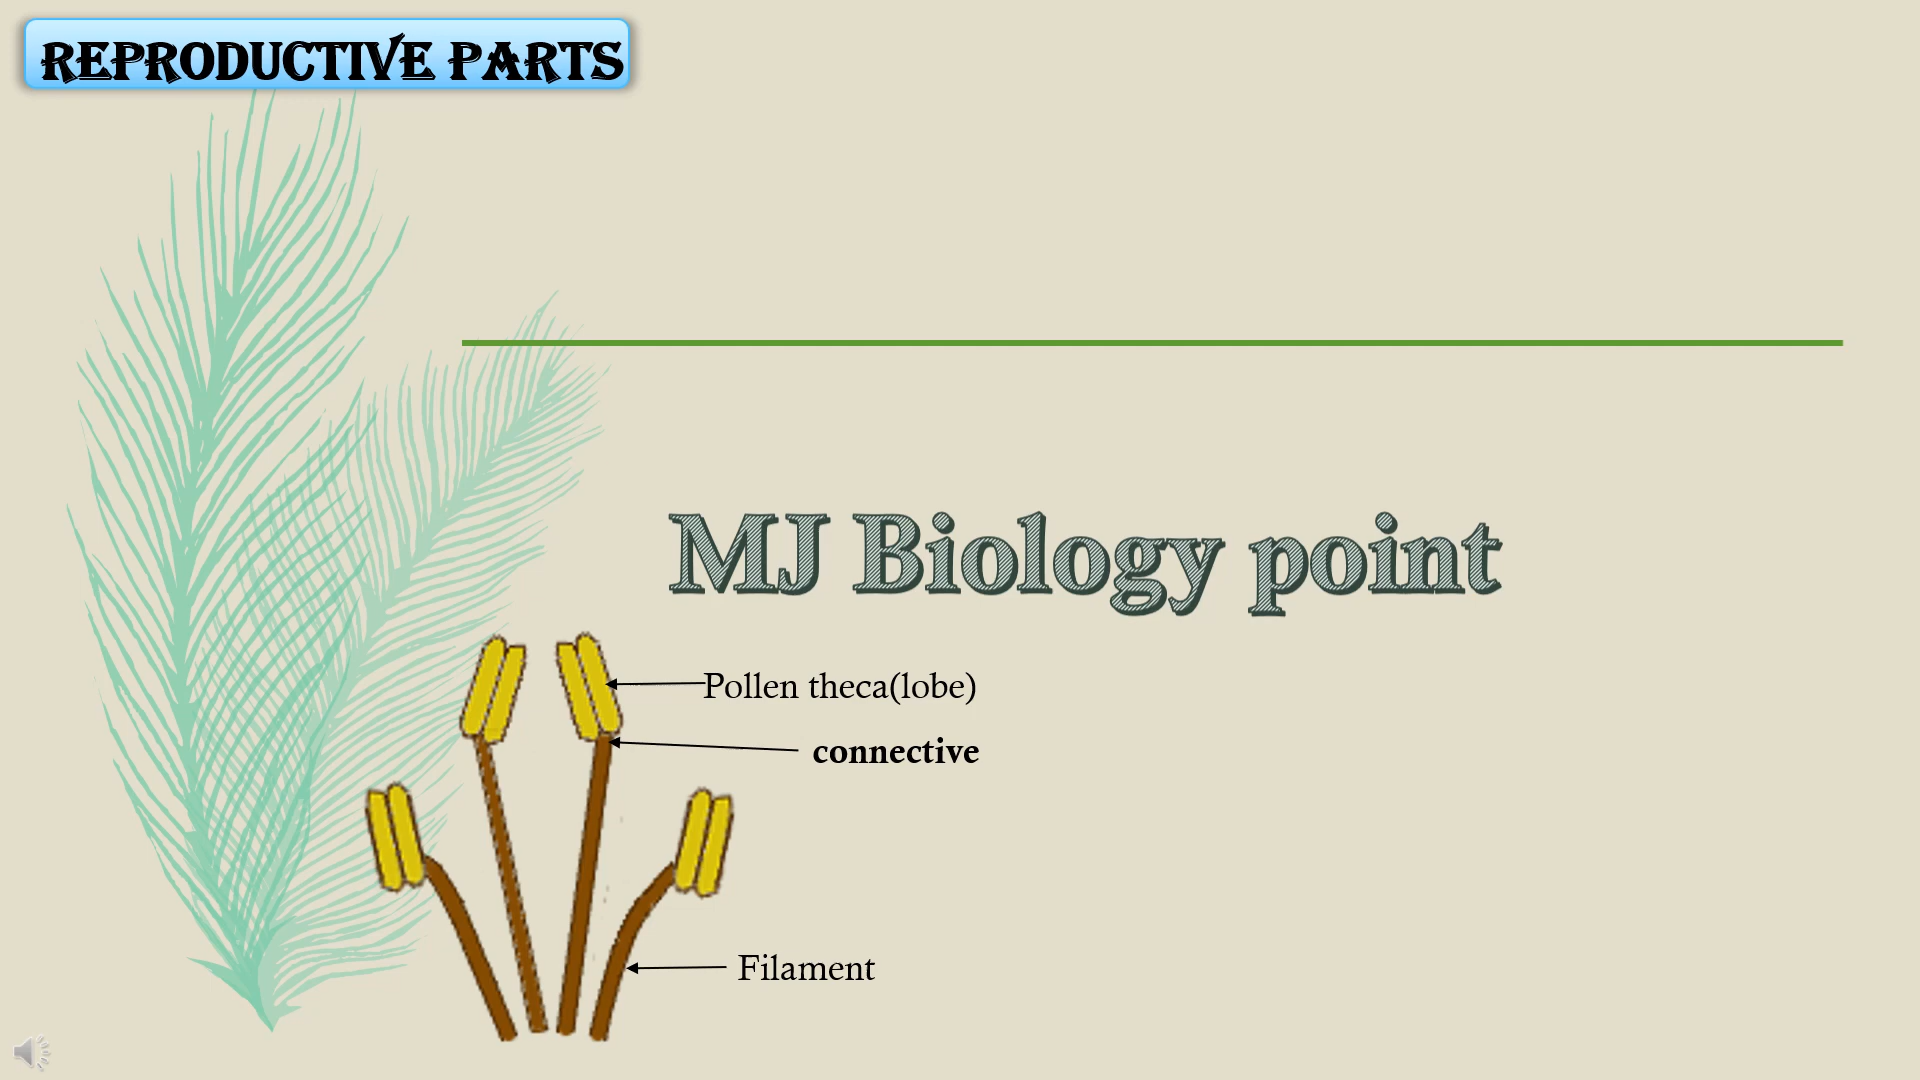 REPRODUCTIVE PARTS
MJ Biology point
Pollen theca(lobe)
connective
Filament